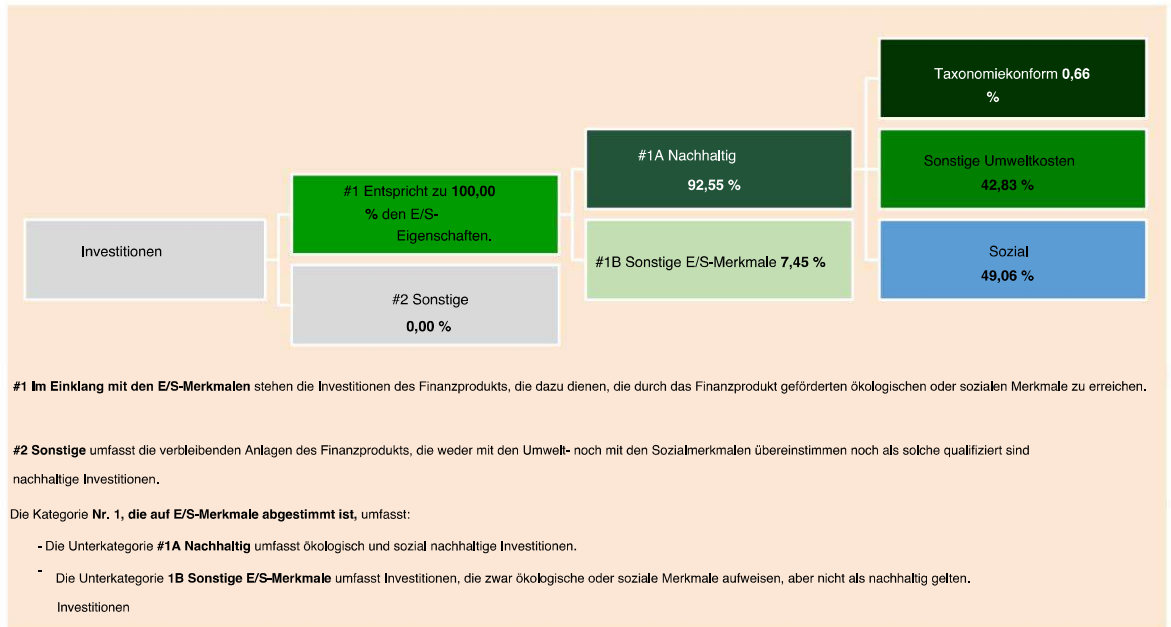 Taxonomiekonform 0,66
%
#1A Nachhaltig
92,55 %
Sonstige Umweltkosten
42,83 %
#1 Entspricht zu 100,00
% den E/S-
Eigenschaften.
Investitionen
#1B Sonstige E/S-Merkmale 7,45 %
Sozial
49,06 %
#2 Sonstige
0,00 %
#1 Im Einklang mit den E/S-Merkmalen stehen die Investitionen des Finanzprodukts, die dazu dienen, die durch das Finanzprodukt geförderten ökologischen oder sozialen Merkmale zu erreichen.
#2 Sonstige umfasst die verbleibenden Anlagen des Finanzprodukts, die weder mit den Umwelt- noch mit den Sozialmerkmalen übereinstimmen noch als solche qualifiziert sind
nachhaltige Investitionen.
Die Kategorie Nr. 1, die auf E/S-Merkmale abgestimmt ist, umfasst:
- Die Unterkategorie #1A Nachhaltig umfasst ökologisch und sozial nachhaltige Investitionen.
- Die Unterkategorie 1B Sonstige E/S-Merkmale umfasst Investitionen, die zwar ökologische oder soziale Merkmale aufweisen, aber nicht als nachhaltig gelten.
Investitionen